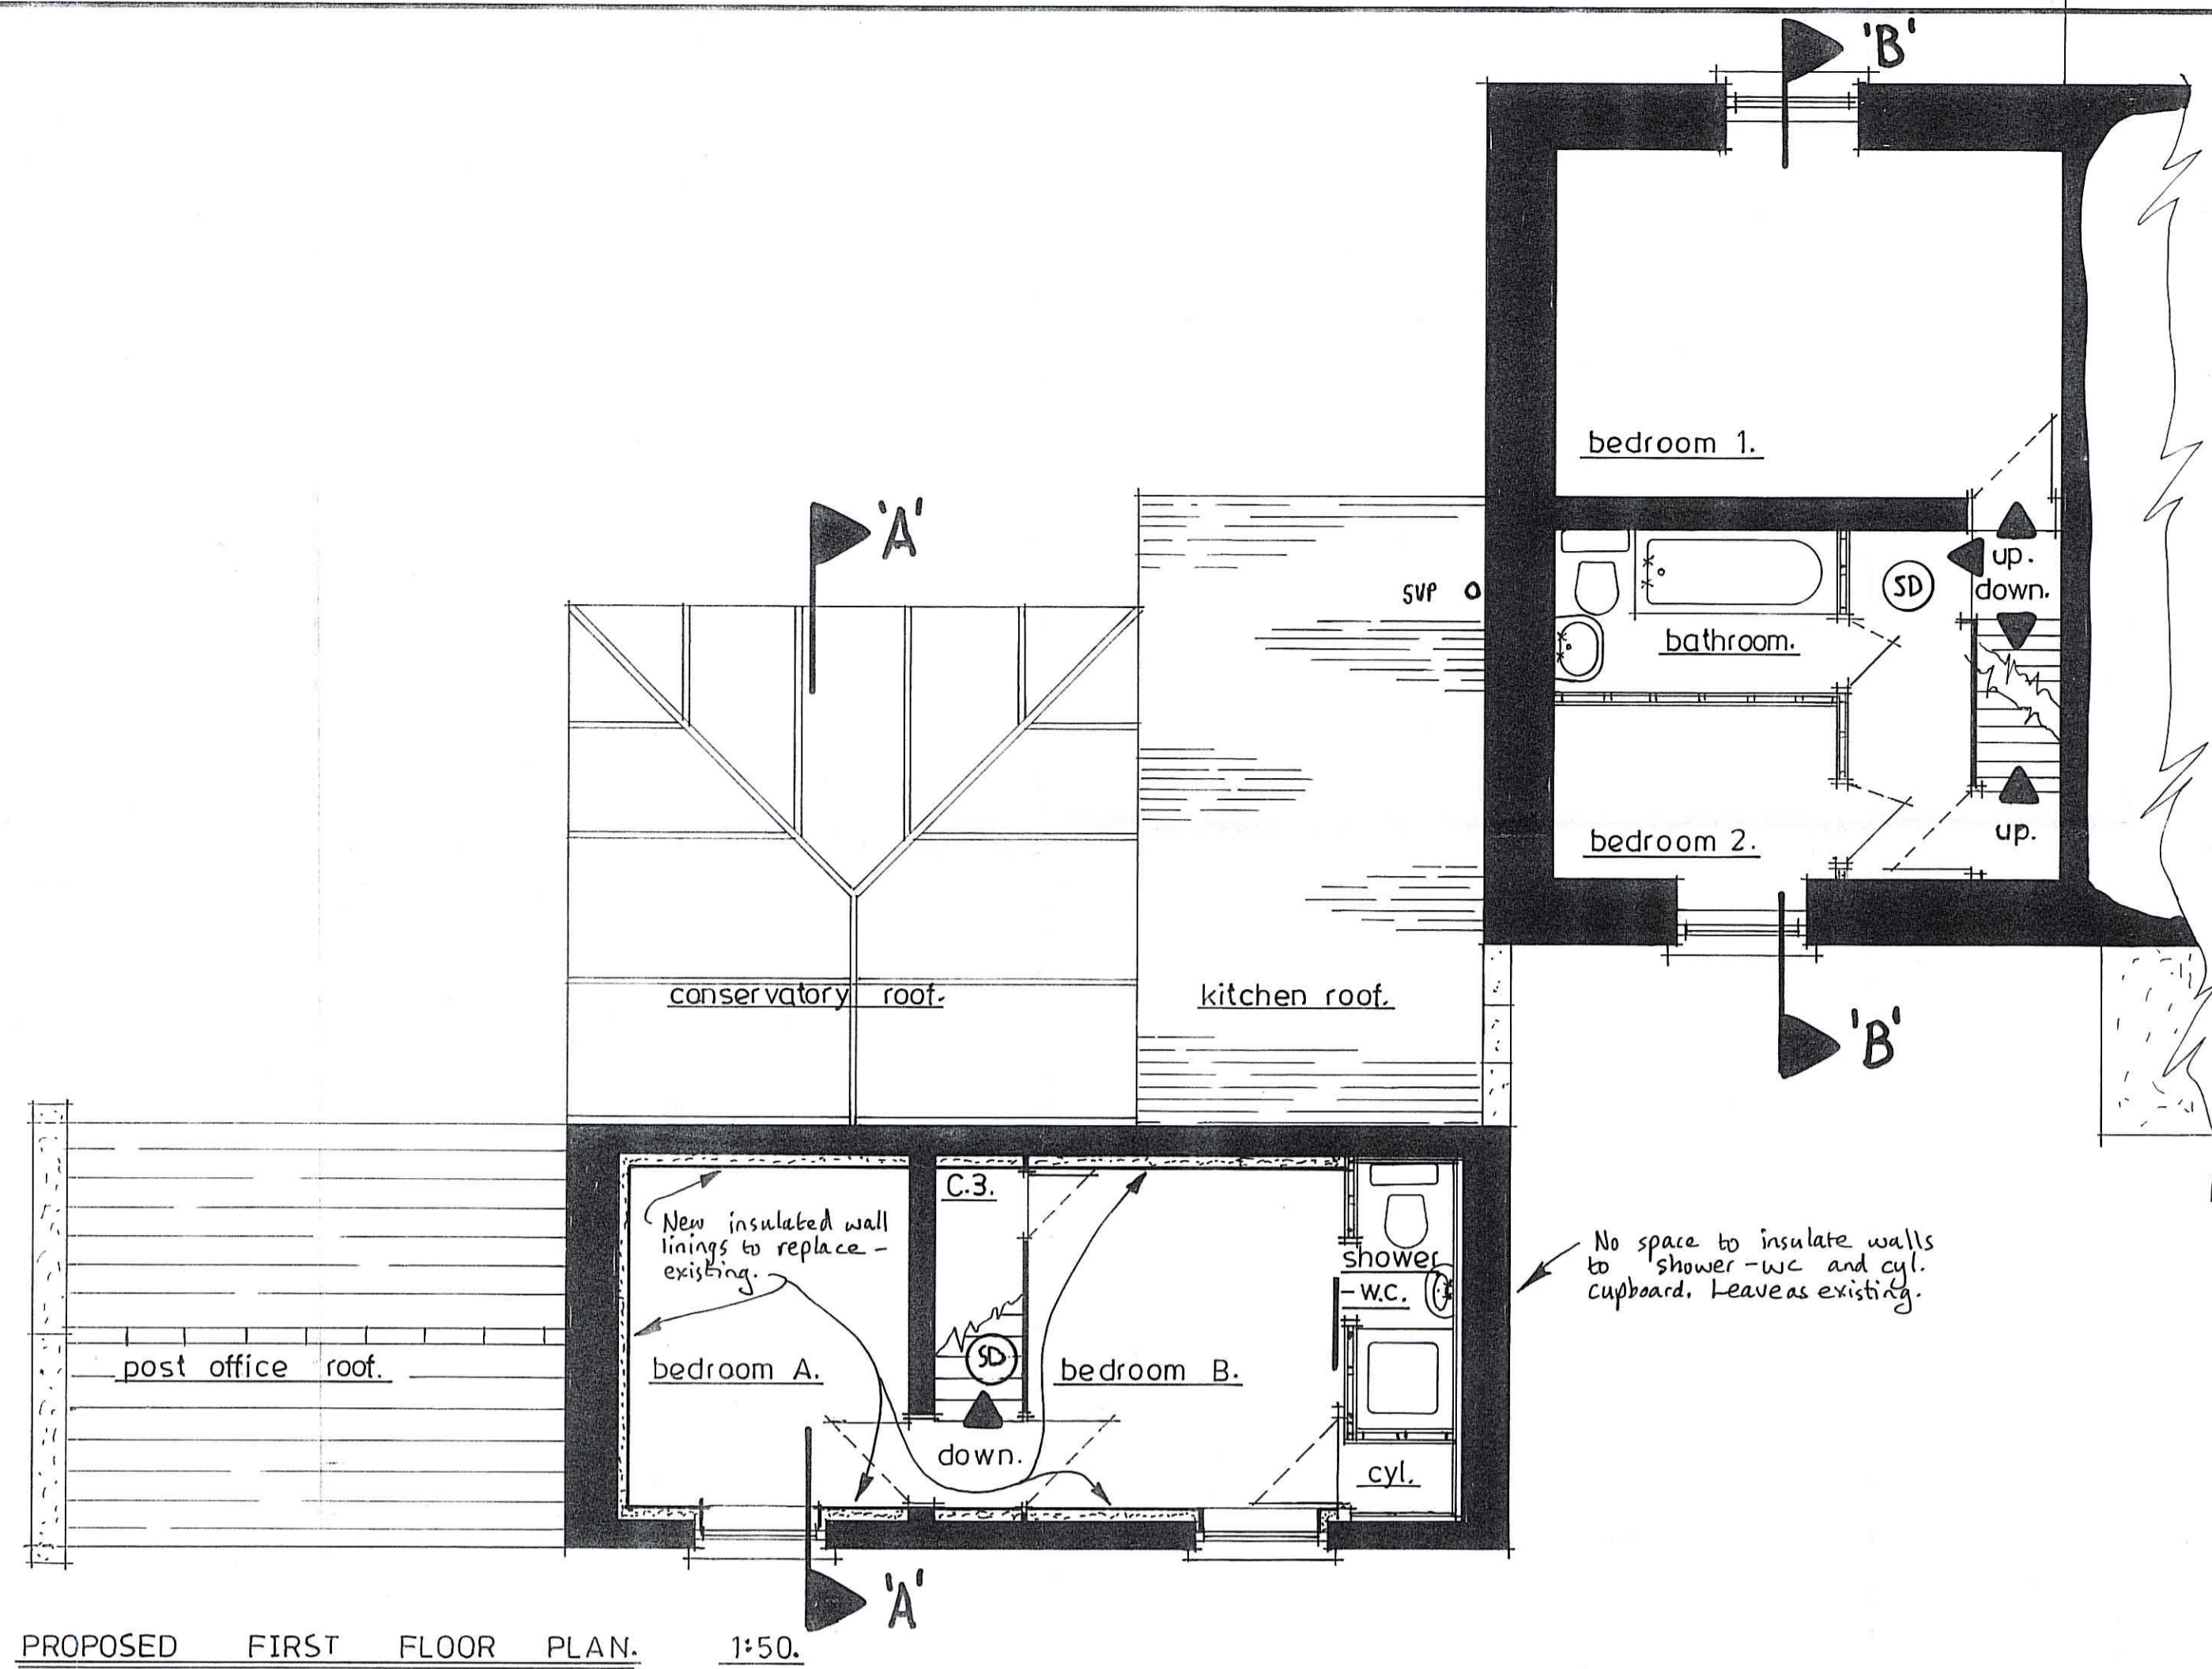 'B'
bedroom 1.
'A'
up.
SVP
SD
down.
bathroom.
bedroom 2.
up.
conservatory roof.
kitchen roof.
'B'
C.3.
New insulated wall
linings to replace -
existing.
shower
- w.c.
No space to insulate walls
to shower - wc and cyl.
cupboard. Leave as existing.
post office roof.
bedroom A.
SD
bedroom B.
down.
cyl.
'A'
PROPOSED FIRST FLOOR PLAN. 1:50.